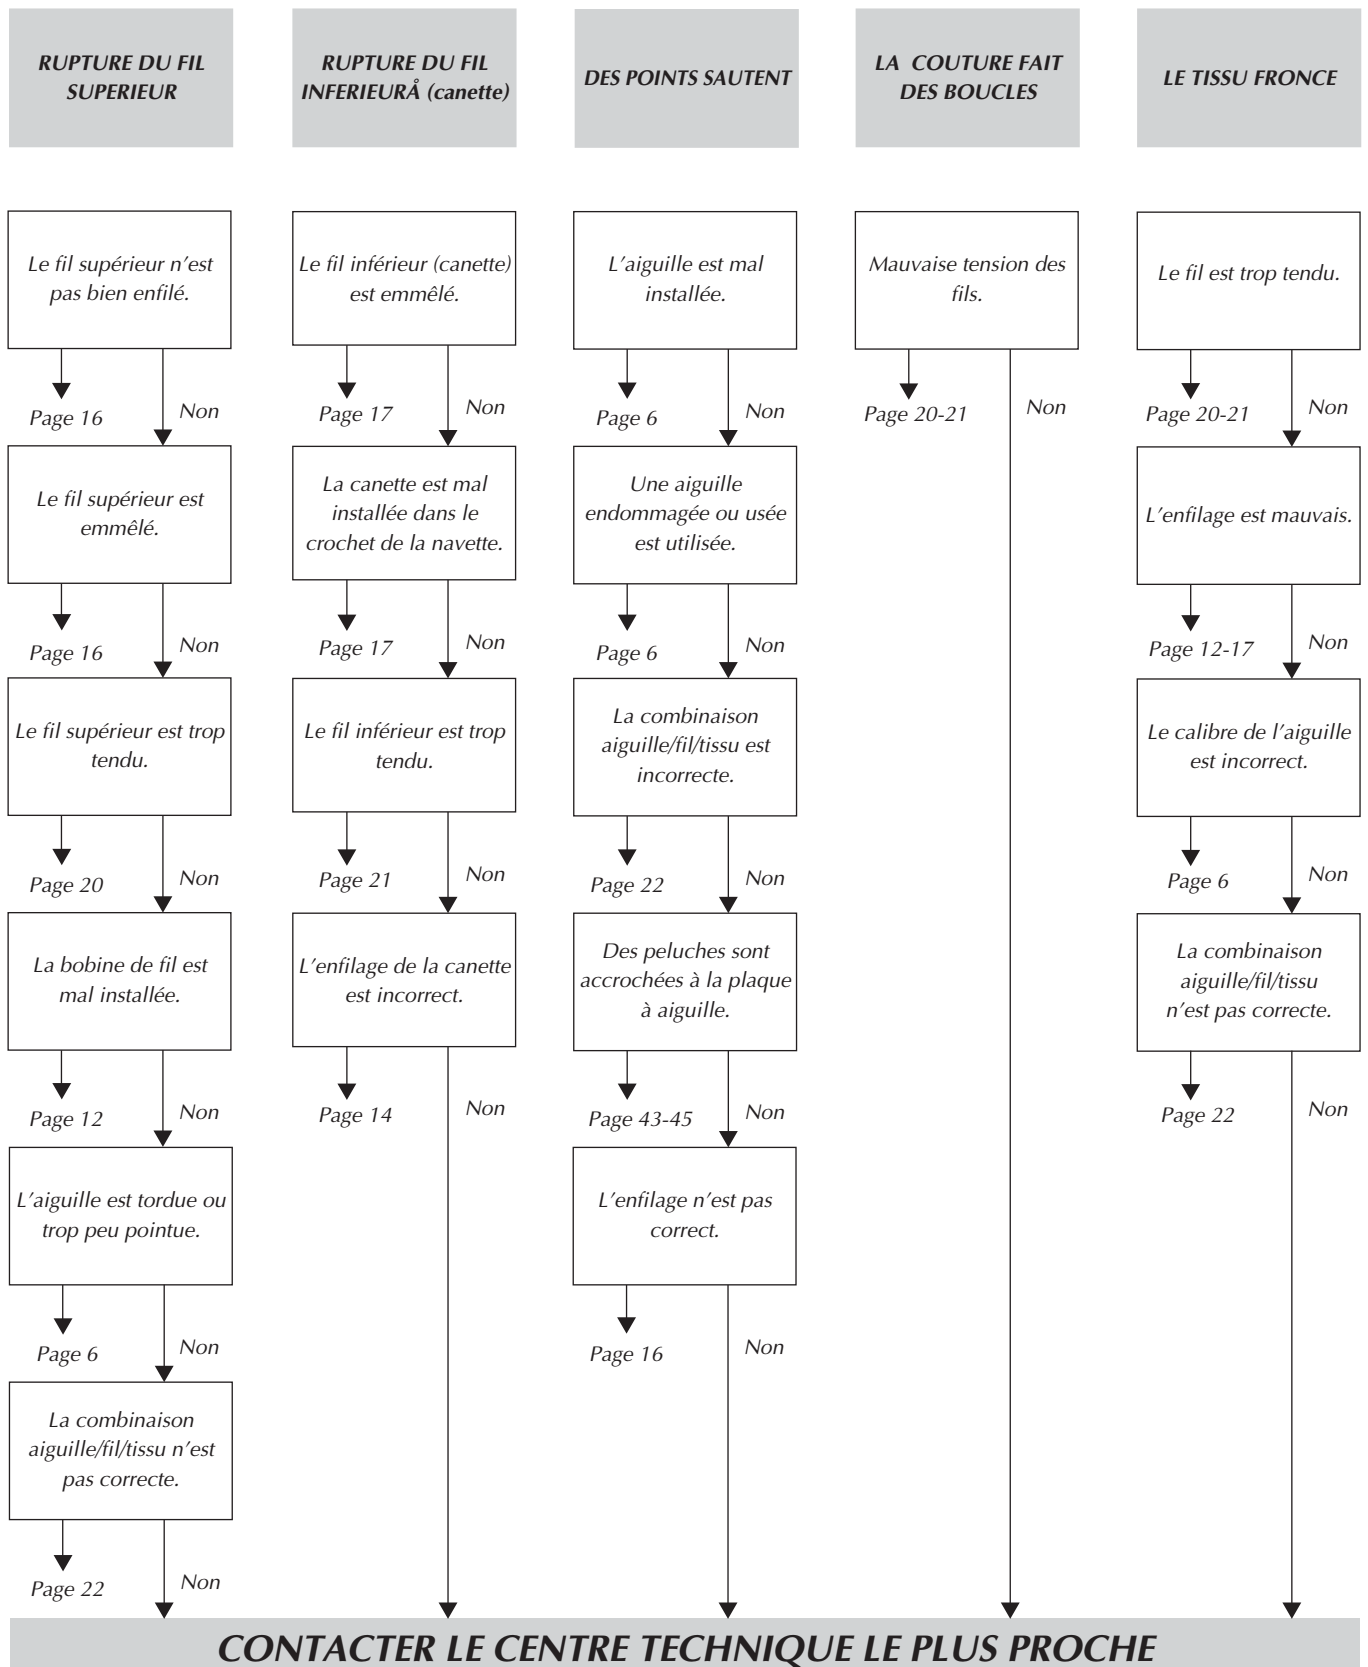 RUPTURE DU FIL
SUPERIEUR
RUPTURE DU FIL
INFERIEURÅ (canette)
DES POINTS SAUTENT
LA COUTURE FAIT
DES BOUCLES
LE TISSU FRONCE
Le fil supérieur n'est
pas bien enfilé.
Page 16
Non
Le fil supérieur est
emmêlé.
Page 16
Non
Le fil supérieur est trop
tendu.
Page 20
Non
La bobine de fil est
mal installée.
Page 12
Non
L'aiguille est tordue ou
trop peu pointue.
Page 6
Non
La combinaison
aiguille/fil/tissu n'est
pas correcte.
Page 22
Non
Le fil inférieur (canette)
est emmêlé.
Page 17
Non
La canette est mal
installée dans le
crochet de la navette.
Page 17
Non
Le fil inférieur est trop
tendu.
Page 21
Non
L'enfilage de la canette
est incorrect.
Page 14
Non
L'aiguille est mal
installée.
Page 6
Non
Une aiguille
endommagée ou usée
est utilisée.
Page 6
Non
La combinaison
aiguille/fil/tissu est
incorrecte.
Page 22
Non
Des peluches sont
accrochées à la plaque
à aiguille.
Page 43-45
Non
L'enfilage n'est pas
correct.
Page 16
Non
Mauvaise tension des
fils.
Page 20-21
Non
Le fil est trop tendu.
Page 20-21
Non
L'enfilage est mauvais.
Page 12-17
Non
Le calibre de l'aiguille
est incorrect.
Page 6
Non
La combinaison
aiguille/fil/tissu
n'est pas correcte.
Page 22
Non
CONTACTER LE CENTRE TECHNIQUE LE PLUS PROCHE